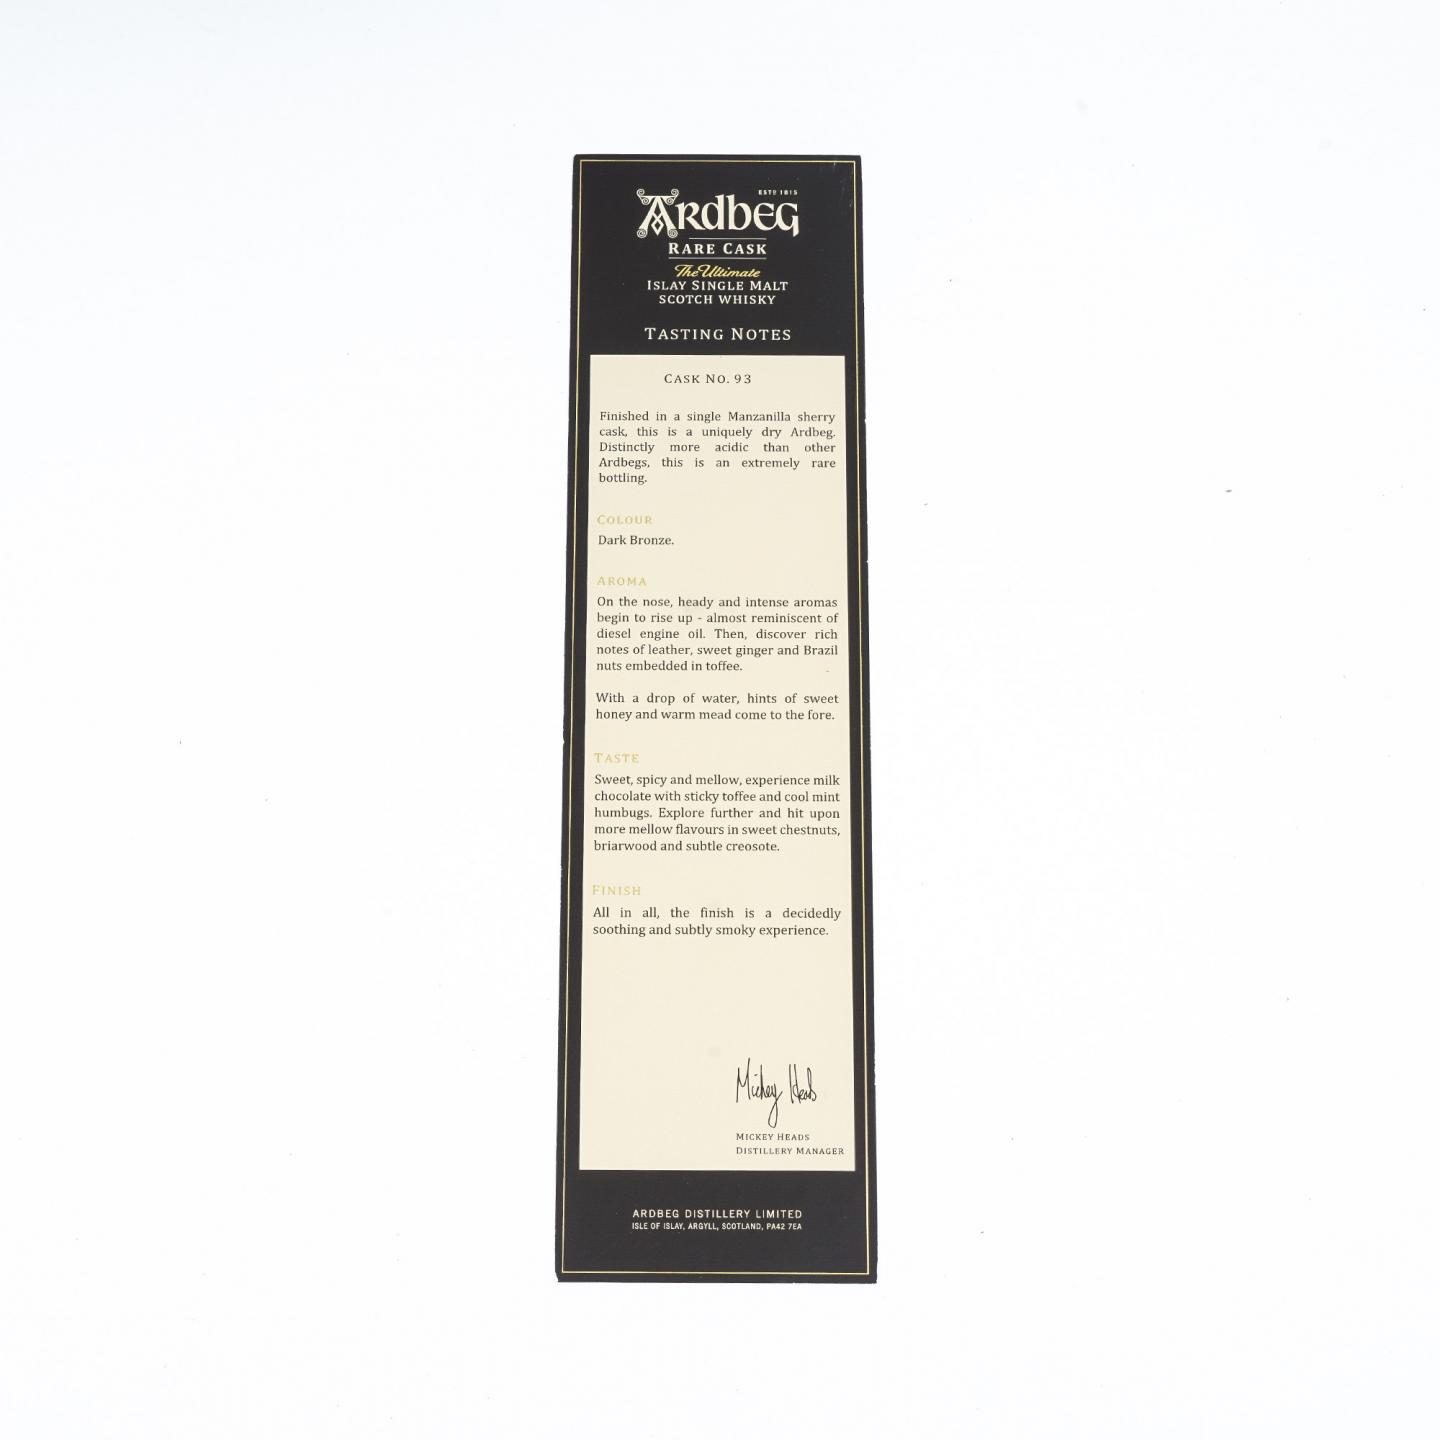 ESTD 1815
ARDBEG
RARE CASK
The Ultimate
ISLAY SINGLE MALT
SCOTCH WHISKY
TASTING NOTES
CASK NO. 93
Finished in a single Manzanilla sherry
cask, this is a uniquely dry Ardbeg.
Distinctly more acidic than other
Ardbegs, this is an extremely rare
bottling.
COLOUR
Dark Bronze.
AROMA
On the nose, heady and intense aromas
begin to rise up - almost reminiscent of
diesel engine oil. Then, discover rich
notes of leather, sweet ginger and Brazil
nuts embedded in toffee.
With a drop of water, hints of sweet
honey and warm mead come to the fore.
TASTE
Sweet, spicy and mellow, experience milk
chocolate with sticky toffee and cool mint
humbugs. Explore further and hit upon
more mellow flavours in sweet chestnuts,
briarwood and subtle creosote.
FINISH
All in all, the finish is a decidedly
soothing and subtly smoky experience.
Mickey Heads
MICKEY HEADS
DISTILLERY MANAGER
ARDBEG DISTILLERY LIMITED
ISLE OF ISLAY, ARGYLL, SCOTLAND, PA42 7EA